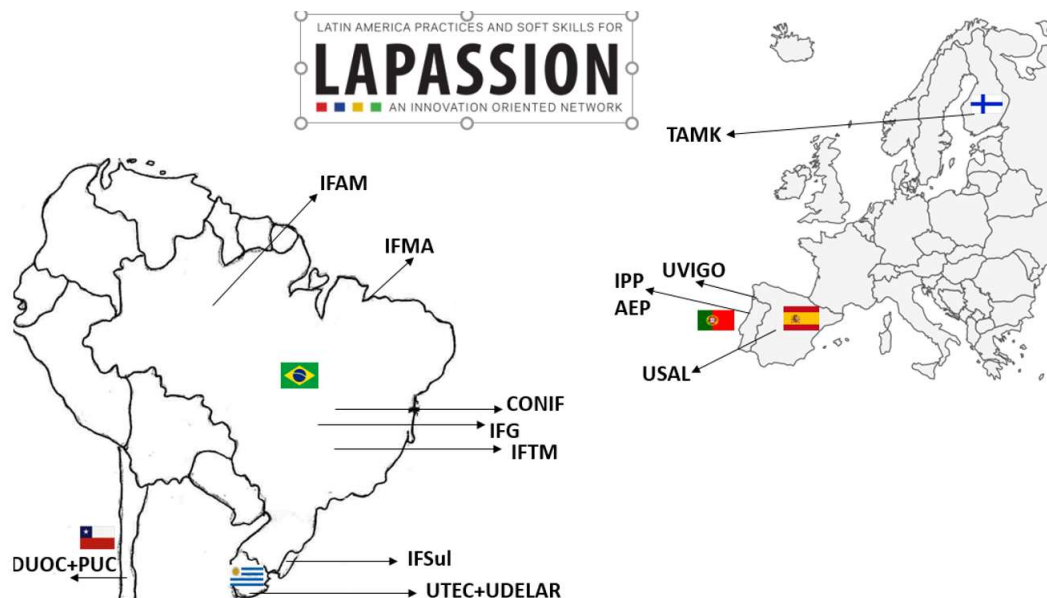 LATIN AMERICA PRACTICES AND SOFT SKILLS FOR
LAPASSION
AN INNOVATION ORIENTED NETWORK
TAMK
IFAM
IFMA
UVIGO
IPP
AEP
USAL
CONIF
IFG
IFTM
DUOC+PUC
IFSul
UTEC+UDELAR